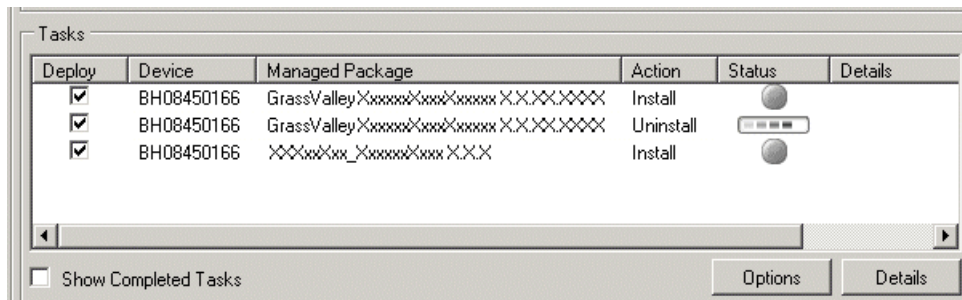 Tasks
Deploy Device Managed Package Action Status Details
BH08450166 GrassValleyXxxxxxXxxxXxxxxx X.X.XX.XXXX Install
BH08450166 GrassValleyXxxxxxXxxxXxxxxx X.X.XX.XXXX Uninstall
BH08450166 XXXxxXxx_XxxxxxXxxx X.X.X Install
Show Completed Tasks Options Details